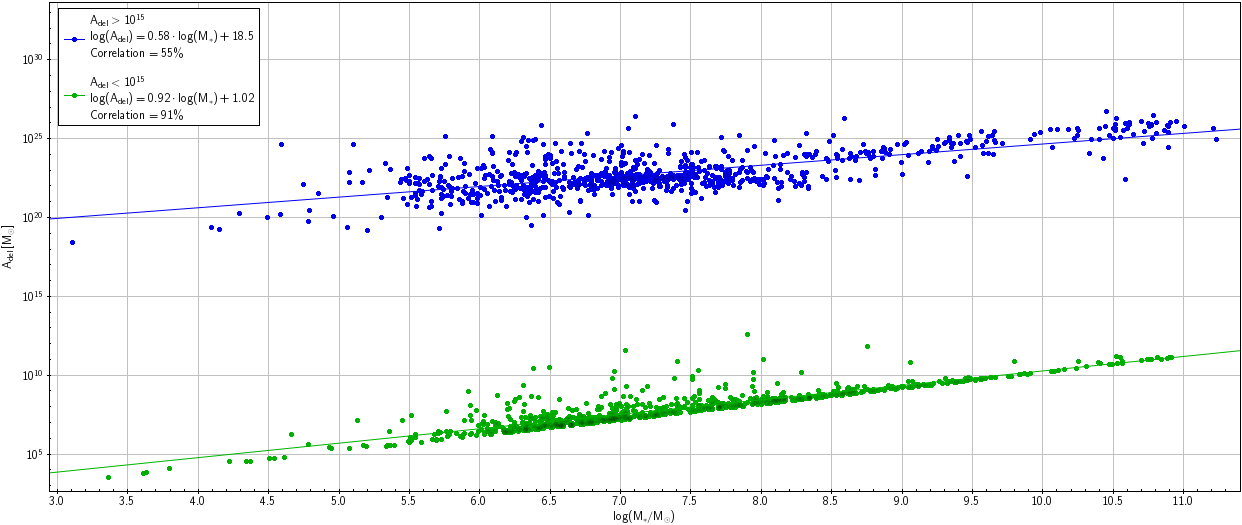 A_del > 10^15
log(A_del) = 0.58 · log(M_*) + 18.5
Correlation = 55%
A_del < 10^15
log(A_del) = 0.92 · log(M_*) + 1.02
Correlation = 91%
10^30
10^25
10^20
A_del [M_☉]
10^15
10^10
10^5
3.0 3.5 4.0 4.5 5.0 5.5 6.0 6.5 7.0 7.5 8.0 8.5 9.0 9.5 10.0 10.5 11.0
log(M_*/M_☉)